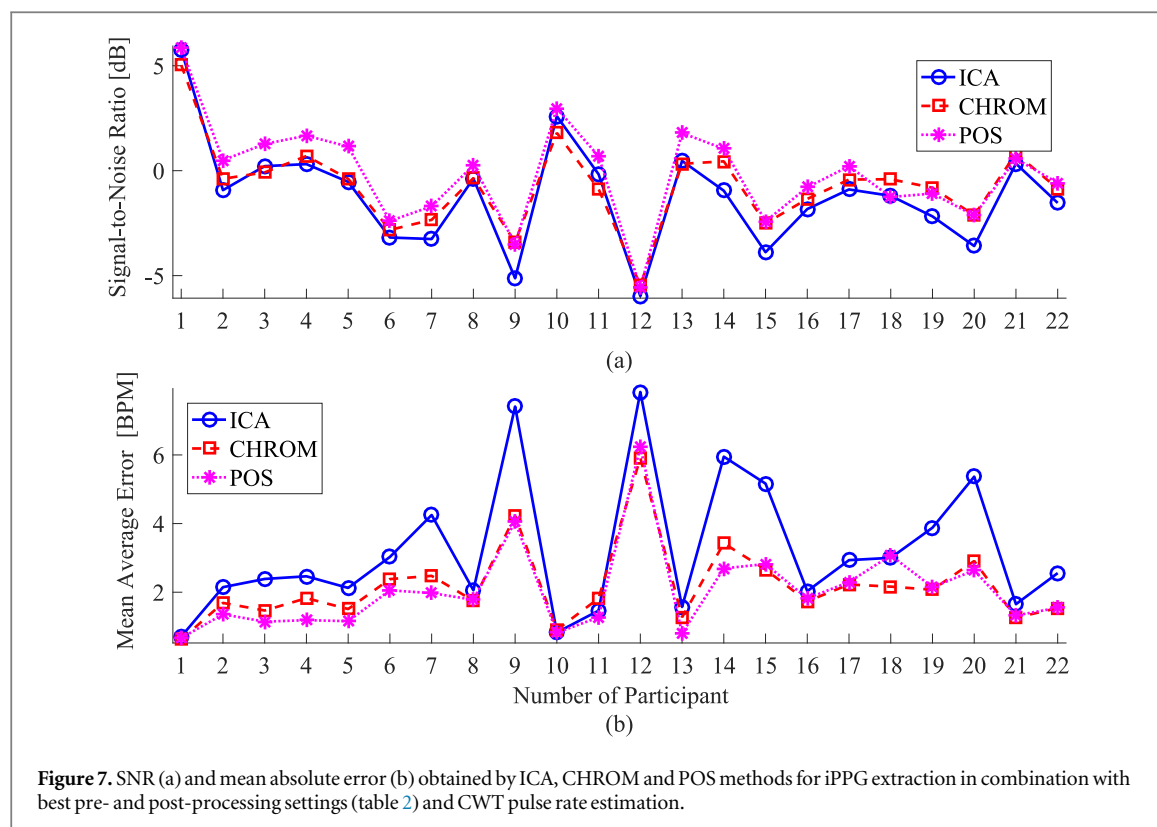 Signal-to-Noise Ratio [dB]
5
0
-5
ICA
CHROM
POS
1 2 3 4 5 6 7 8 9 10 11 12 13 14 15 16 17 18 19 20 21 22
(a)
Mean Average Error [BPM]
6
4
2
ICA
CHROM
POS
1 2 3 4 5 6 7 8 9 10 11 12 13 14 15 16 17 18 19 20 21 22
Number of Participant
(b)
Figure 7. SNR (a) and mean absolute error (b) obtained by ICA, CHROM and POS methods for iPPG extraction in combination with
best pre- and post-processing settings (table 2) and CWT pulse rate estimation.